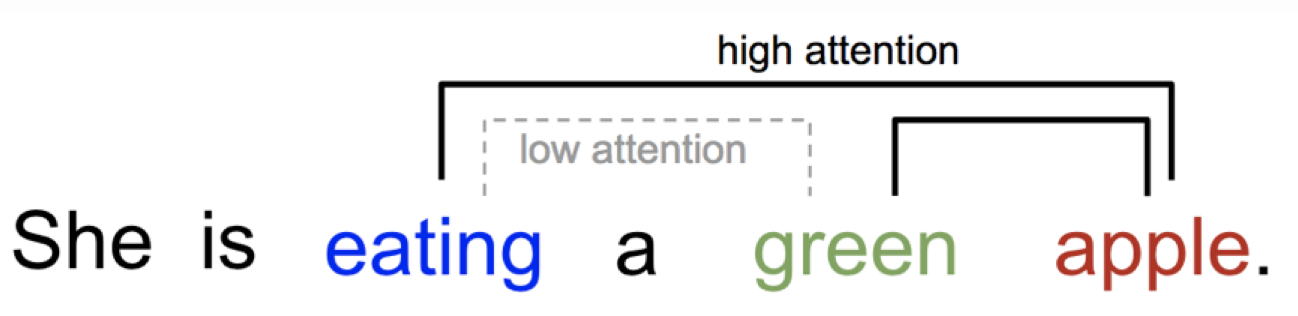 high attention
low attention
She is eating a green apple.